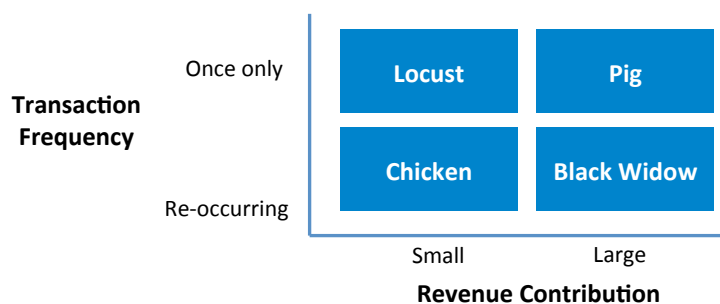 Once only
Locust
Pig
Transaction
Frequency
Chicken
Black Widow
Re-occurring
Small
Large
Revenue Contribution